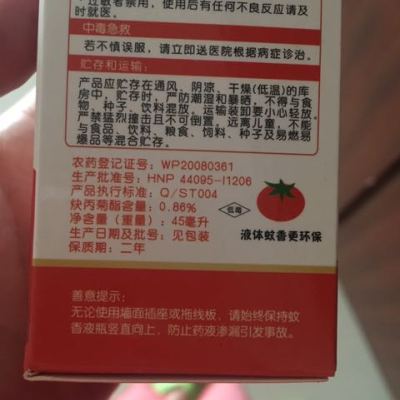 过敏者禁用，使用后有任何不良反应请及
时就医。
中毒急救
若不慎误服，请立即送医院根据病症诊治。
贮存和运输：
产品应贮存在通风、阴凉、干燥(低温)的库
房中，贮存时，严防潮湿和暴晒，不得与食
物、种子、饮料混放，运输装卸要小心轻放，
严禁猛烈撞击且不可倒置，远离儿童，不能
与食品、饮料、粮食、饲料、种子及易燃易
爆品等混合贮存。
农药登记证号：WP20080361
生产批准号：HNP 44095-I1206
产品执行标准：Q/ST004
炔丙菊酯含量：0.86%
净含量（重量）：45毫升
生产日期及批号：见包装
保质期：二年
低毒
液体蚊香更环保
善意提示：
无论使用墙面插座或拖线板，请始终保持蚊
香液瓶竖直向上，防止药液渗漏引发事故。